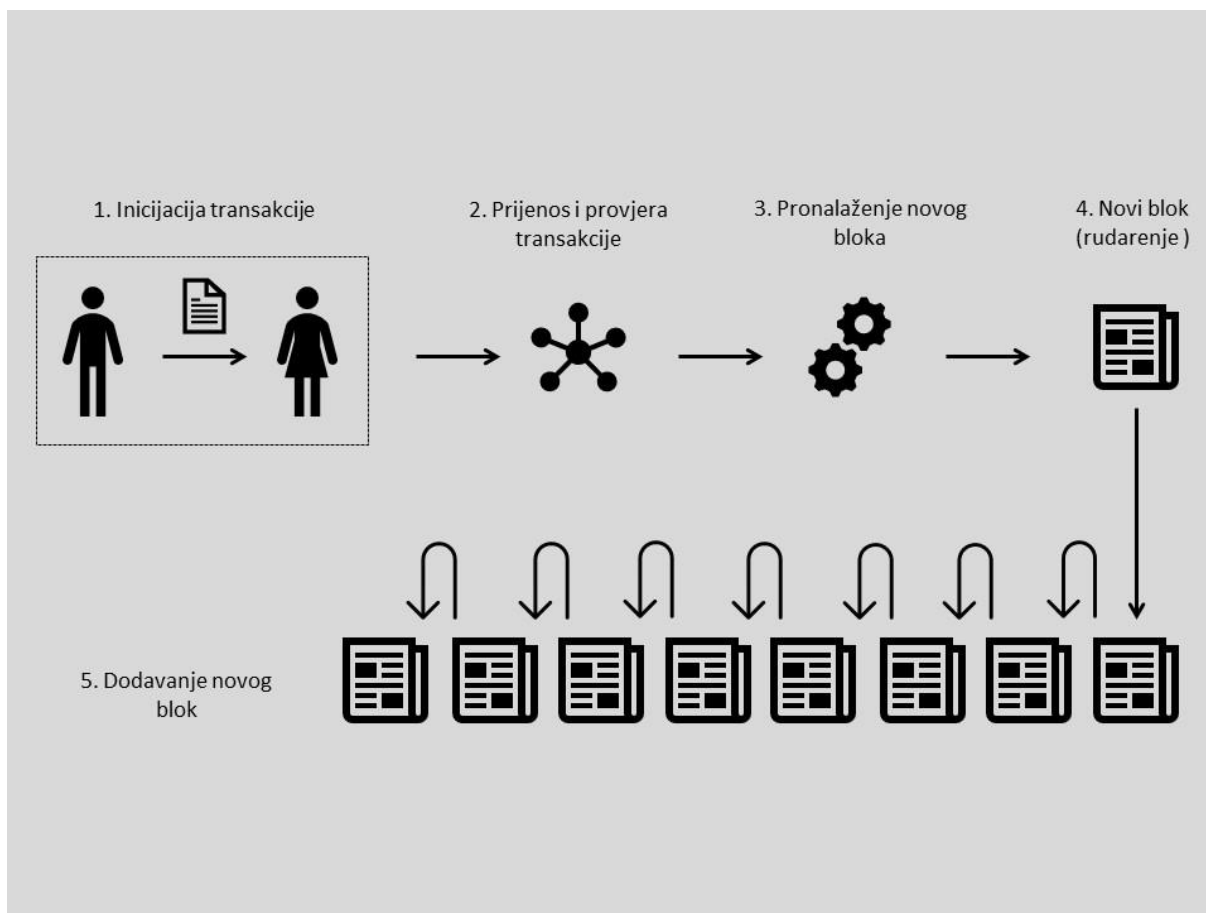 1. Inicijacija transakcije
2. Prijenos i provjera
transakcije
3. Pronalaženje novog
bloka
4. Novi blok
(rudarenje )
5. Dodavanje novog
blok